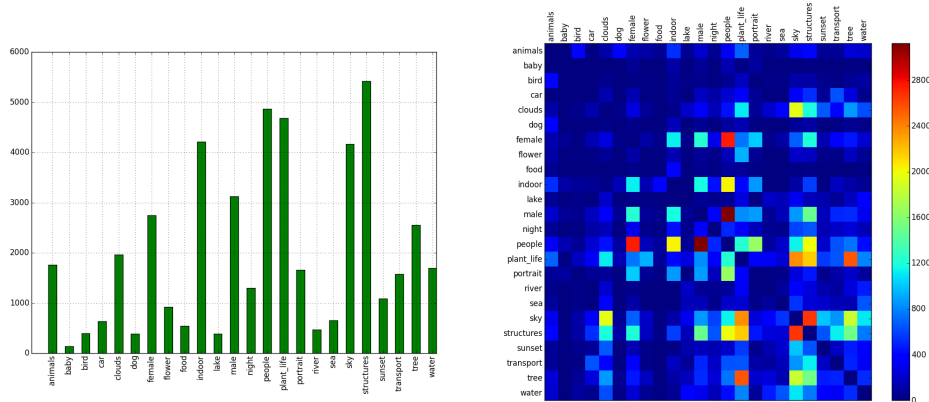 6000
5000
4000
3000
2000
1000
0
animals baby bird car clouds dog female flower food indoor lake male night people plant_life portrait river sea sky structures sunset transport tree water
animals baby bird car clouds dog female flower food indoor lake male night people plant_life portrait river sea sky structures sunset transport tree water
animals
baby
bird
car
clouds
dog
female
flower
food
indoor
lake
male
night
people
plant_life
portrait
river
sea
sky
structures
sunset
transport
tree
water
2800
2400
2000
1600
1200
800
400
0